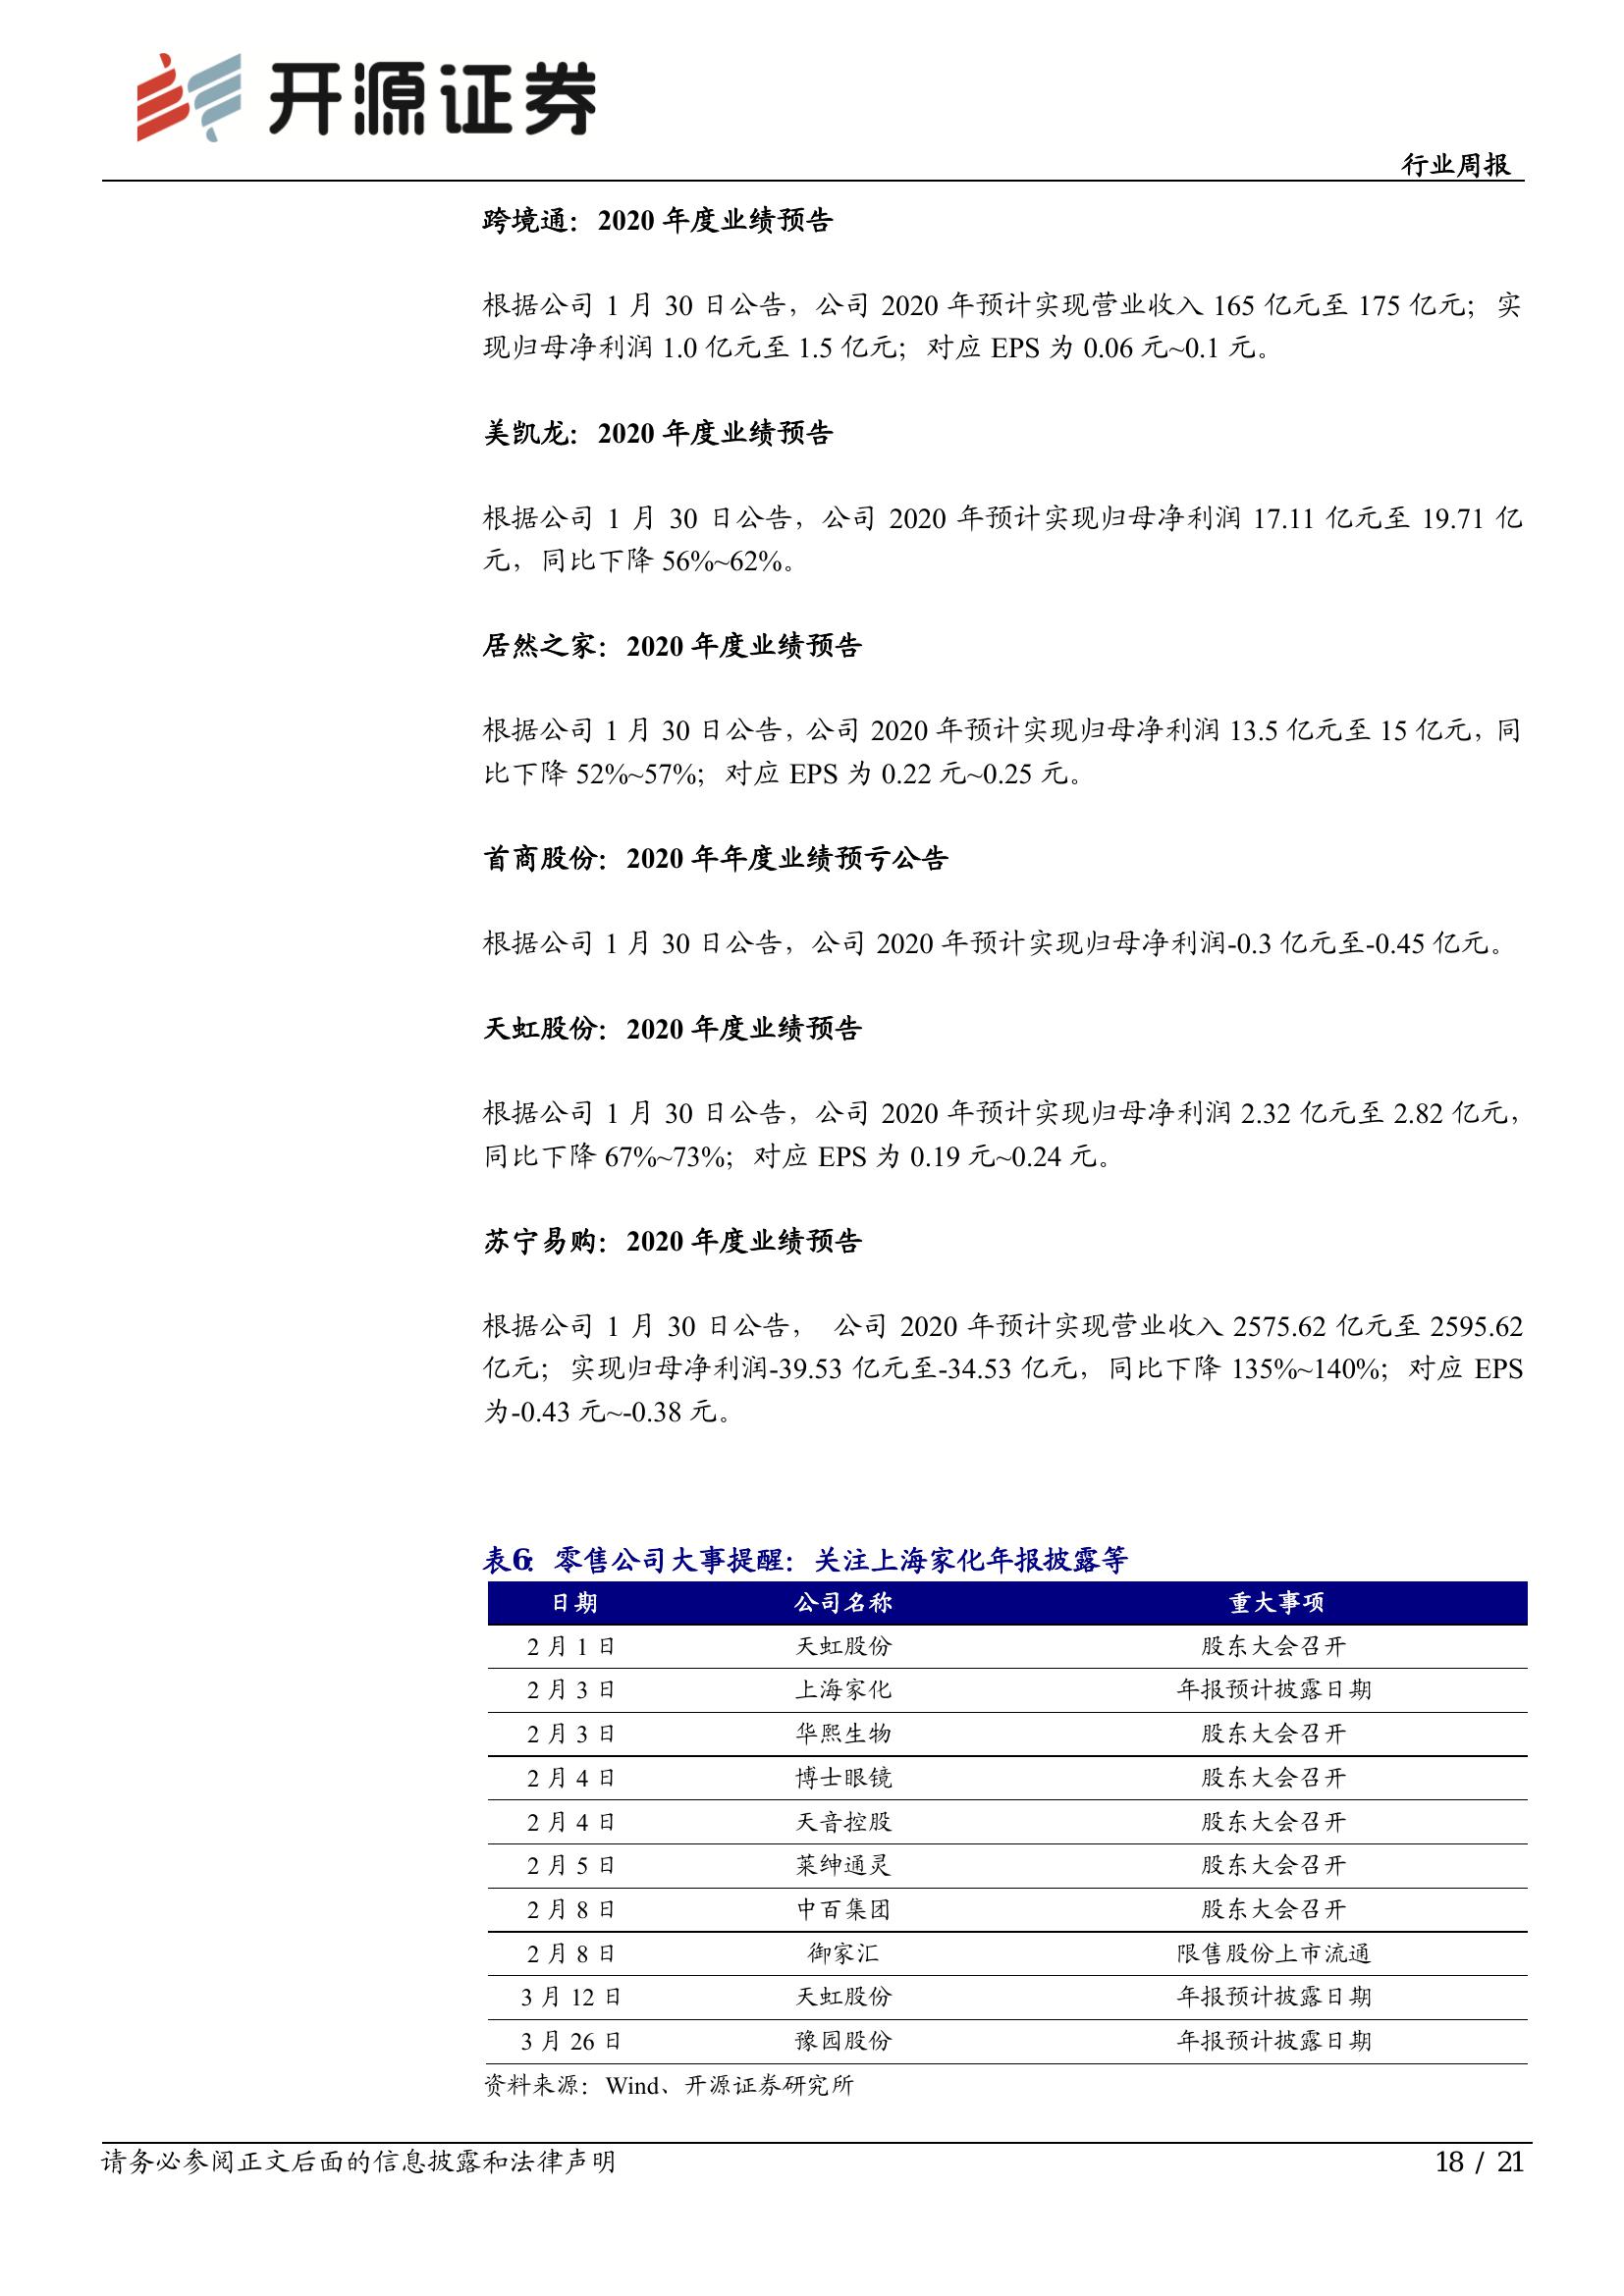 开源证券
行业周报
跨境通：2020 年度业绩预告
根据公司 1 月 30 日公告，公司 2020 年预计实现营业收入 165 亿元至 175 亿元；实
现归母净利润 1.0 亿元至 1.5 亿元；对应 EPS 为 0.06 元~0.1 元。
美凯龙：2020 年度业绩预告
根据公司 1 月 30 日公告，公司 2020 年预计实现归母净利润 17.11 亿元至 19.71 亿
元，同比下降 56%~62%。
居然之家：2020 年度业绩预告
根据公司 1 月 30 日公告，公司 2020 年预计实现归母净利润 13.5 亿元至 15 亿元，同
比下降 52%~57%；对应 EPS 为 0.22 元~0.25 元。
首商股份：2020 年年度业绩预亏公告
根据公司 1 月 30 日公告，公司 2020 年预计实现归母净利润-0.3 亿元至-0.45 亿元。
天虹股份：2020 年度业绩预告
根据公司 1 月 30 日公告，公司 2020 年预计实现归母净利润 2.32 亿元至 2.82 亿元，
同比下降 67%~73%；对应 EPS 为 0.19 元~0.24 元。
苏宁易购：2020 年度业绩预告
根据公司 1 月 30 日公告， 公司 2020 年预计实现营业收入 2575.62 亿元至 2595.62
亿元；实现归母净利润-39.53 亿元至-34.53 亿元，同比下降 135%~140%；对应 EPS
为-0.43 元~-0.38 元。
表6：零售公司大事提醒：关注上海家化年报披露等
日期 公司名称 重大事项
2 月 1 日 天虹股份 股东大会召开
2 月 3 日 上海家化 年报预计披露日期
2 月 3 日 华熙生物 股东大会召开
2 月 4 日 博士眼镜 股东大会召开
2 月 4 日 天音控股 股东大会召开
2 月 5 日 莱绅通灵 股东大会召开
2 月 8 日 中百集团 股东大会召开
2 月 8 日 御家汇 限售股份上市流通
3 月 12 日 天虹股份 年报预计披露日期
3 月 26 日 豫园股份 年报预计披露日期
资料来源：Wind、开源证券研究所
请务必参阅正文后面的信息披露和法律声明 18 / 21